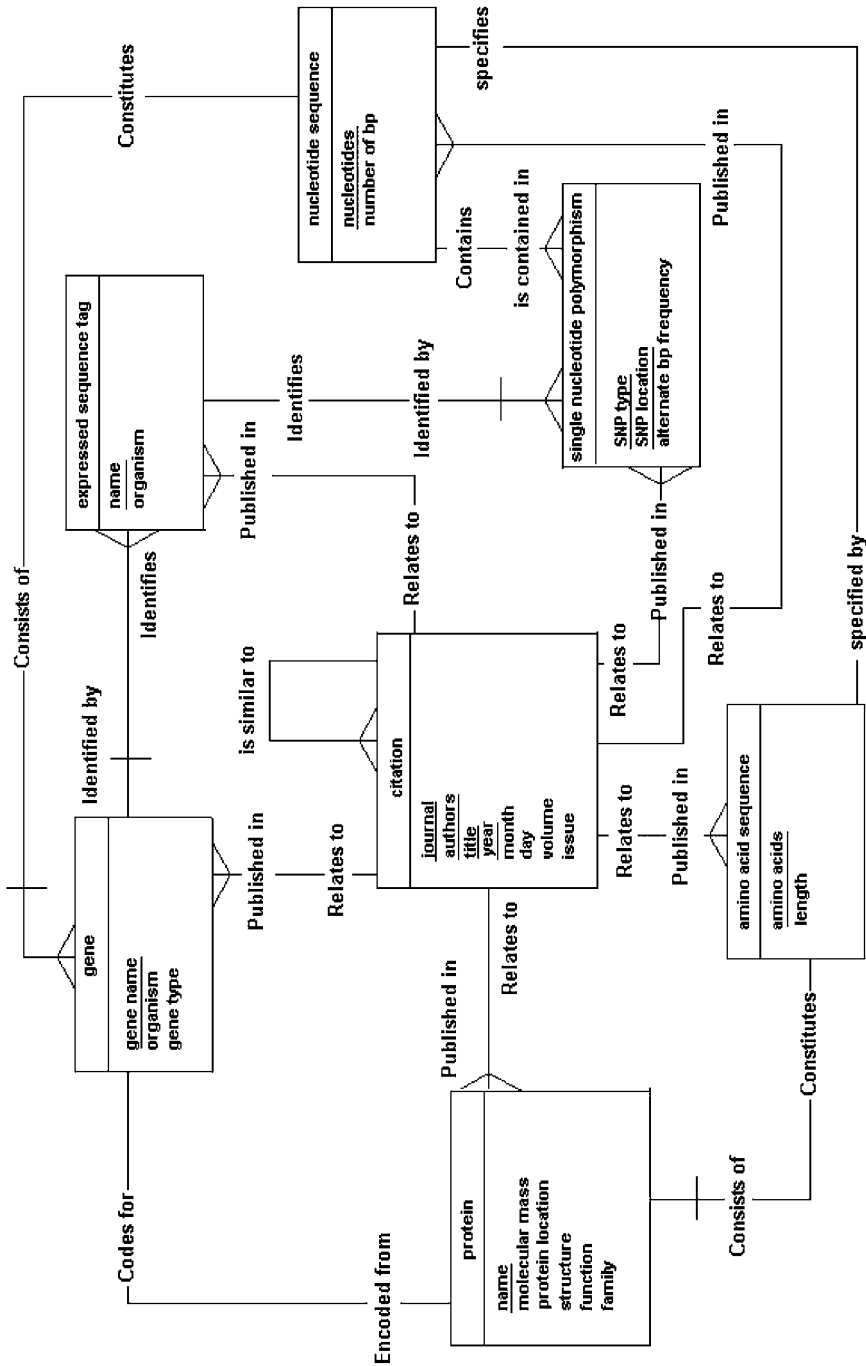 Codes for
Encoded from
gene
gene name
organism
gene type
Consists of
Constitutes
Identified by
Identifies
expressed sequence tag
name
organism
nucleotide sequence
nucleotides
number of bp
Published in
Relates to
is similar to
Published in
Relates to
Identifies
Identified by
Contains
is contained in
specifies
specified by
protein
name
molecular mass
protein location
structure
function
family
Published in
Relates to
citation
journal
authors
title
year
month
day
volume
issue
Relates to
Published in
single nucleotide polymorphism
SNP type
SNP location
alternate bp frequency
Relates to
Published in
Relates to
Published in
Consists of
Constitutes
amino acid sequence
amino acids
length